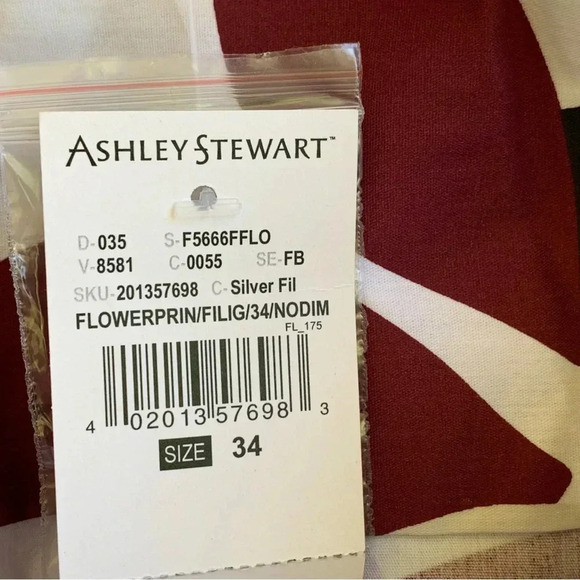 ASHLEY STEWART™
D-035 S-F5666FFLO
V-8581 C-0055 SE-FB
SKU-201357698 C-Silver Fil
FLOWERPRIN/FILIG/34/NODIM
FL_175
4 02013 57698 3
SIZE 34